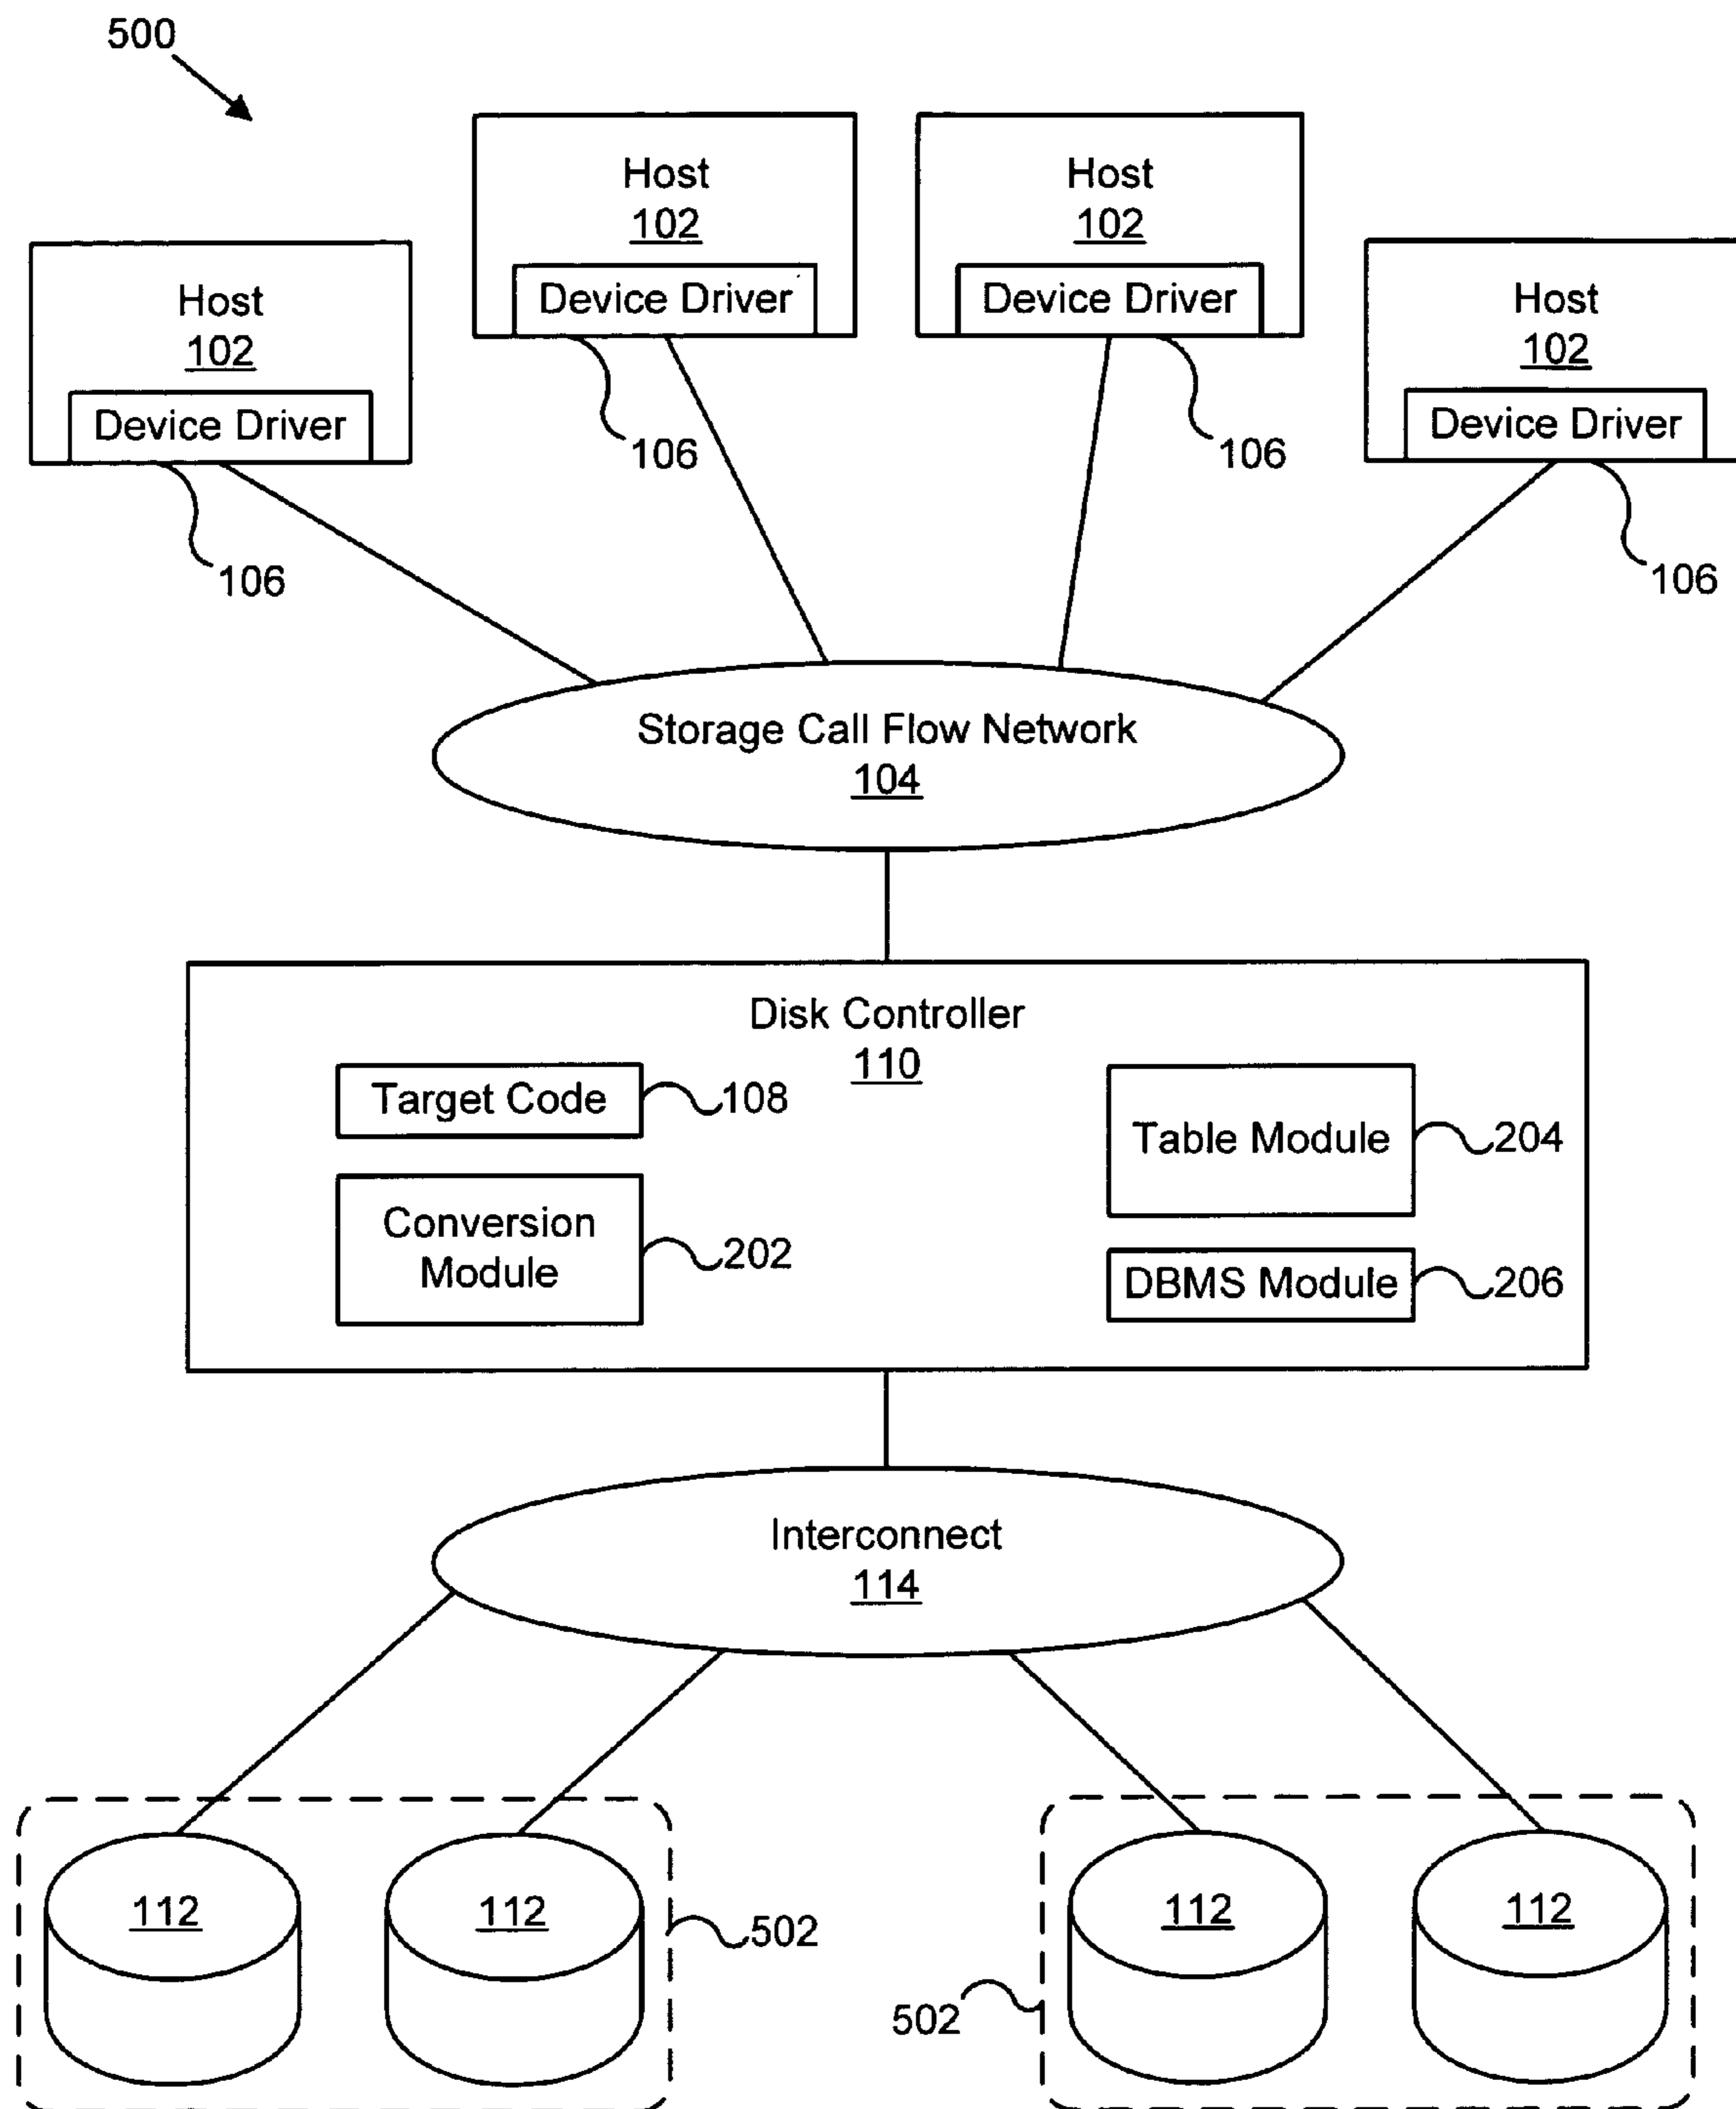 500
Host
102
Device Driver
106
Host
102
Device Driver
106
Host
102
Device Driver
106
Host
102
Device Driver
106
Storage Call Flow Network
104
Disk Controller
110
Target Code
108
Conversion
Module
202
Table Module
204
DBMS Module
206
Interconnect
114
112
112
502
112
112
502